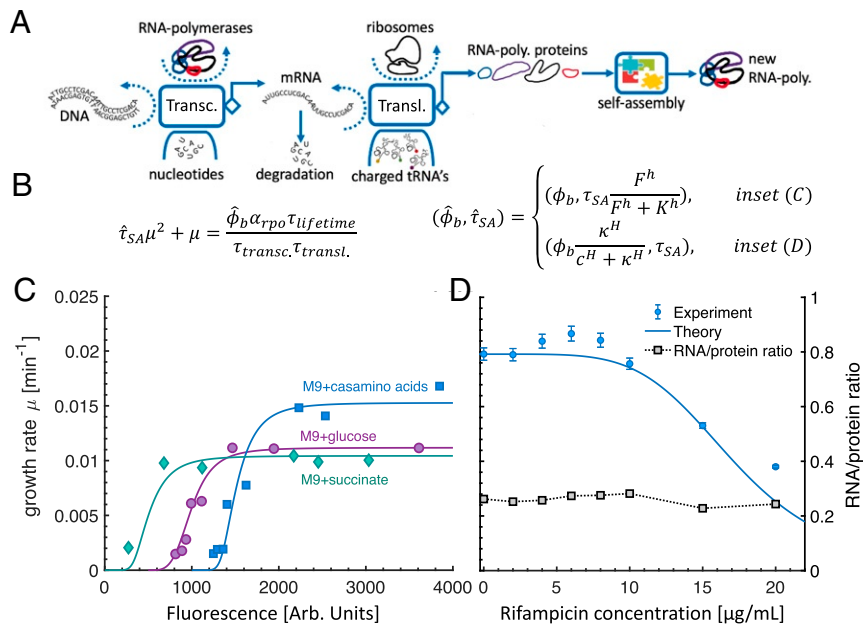 A
RNA-polymerases
ribosomes
RNA-poly. proteins
new
RNA-poly.
mRNA
Transc.
Transl.
DNA
self-assembly
nucleotides
degradation
charged tRNA's
B
τ̂_SA μ² + μ = (ϕ̂_b α_rpo τ_lifetime) / (τ_transc. τ_transl.)
(ϕ̂_b, τ̂_SA) = { (ϕ_b, τ_SA F^h / (F^h + K^h)), inset (C)
(ϕ_b κ^H / (c^H + κ^H), τ_SA), inset (D)
C
growth rate μ [min⁻¹]
0.025
0.02
0.015
0.01
0.005
0
M9+casamino acids
M9+glucose
M9+succinate
0 1000 2000 3000 4000
Fluorescence [Arb. Units]
D
Experiment
Theory
RNA/protein ratio
1
0.8
0.6
0.4
0.2
0
RNA/protein ratio
0 5 10 15 20
Rifampicin concentration [μg/mL]